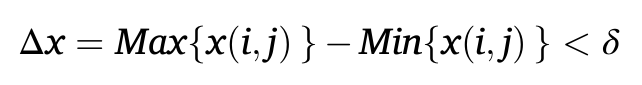 Δx = Max{x(i,j) } − Min{x(i,j) } < δ